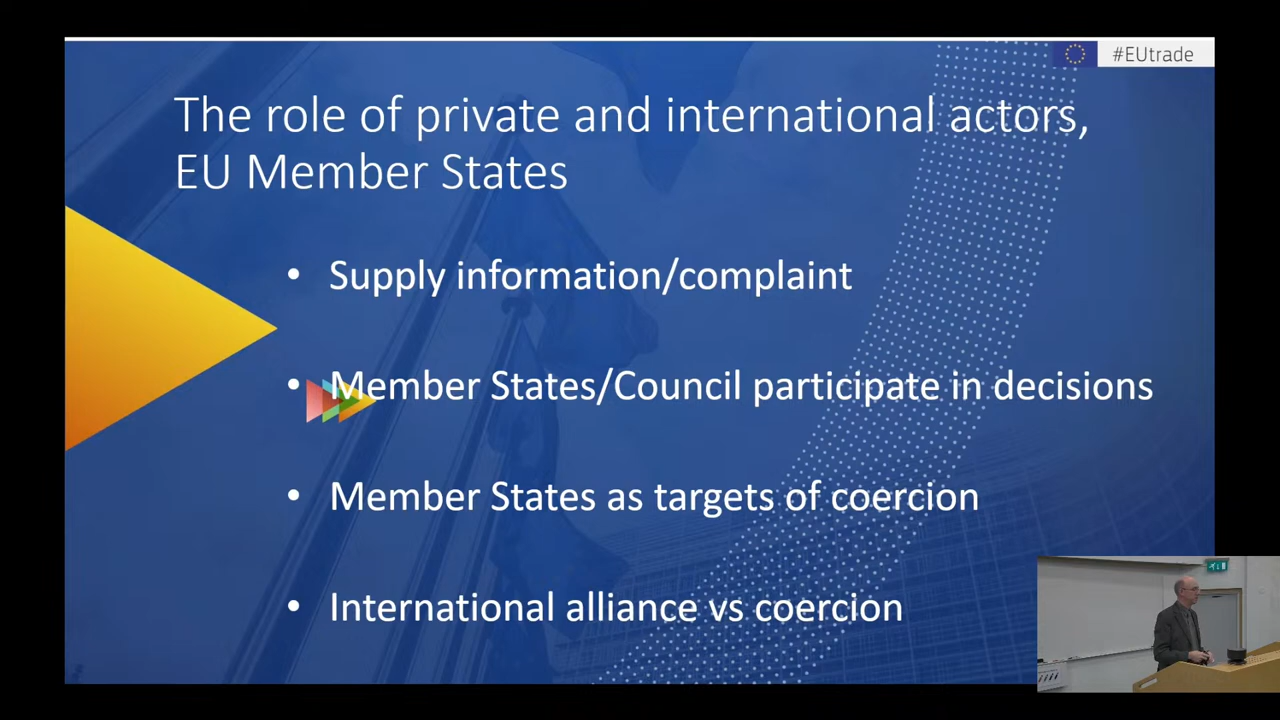 #EUtrade
The role of private and international actors,
EU Member States
• Supply information/complaint
• Member States/Council participate in decisions
• Member States as targets of coercion
• International alliance vs coercion